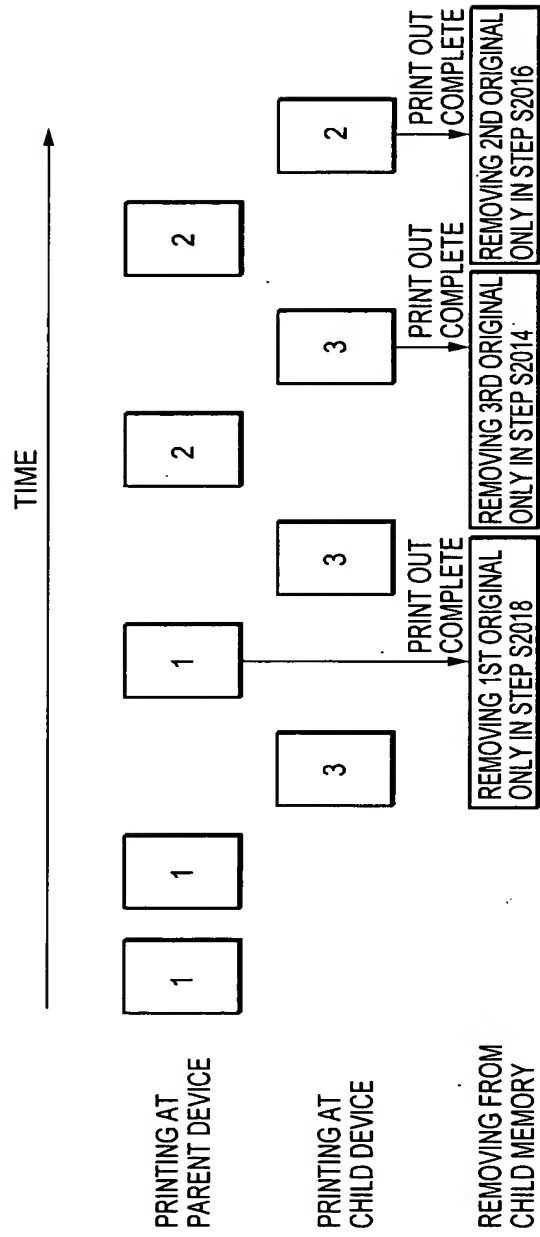 TIME
PRINTING AT
PARENT DEVICE
1
1
1
2
2
PRINTING AT
CHILD DEVICE
3
3
3
2
PRINT OUT
COMPLETE
PRINT OUT
COMPLETE
PRINT OUT
COMPLETE
REMOVING FROM
CHILD MEMORY
REMOVING 1ST ORIGINAL
ONLY IN STEP S2018
REMOVING 3RD ORIGINAL
ONLY IN STEP S2014
REMOVING 2ND ORIGINAL
ONLY IN STEP S2016